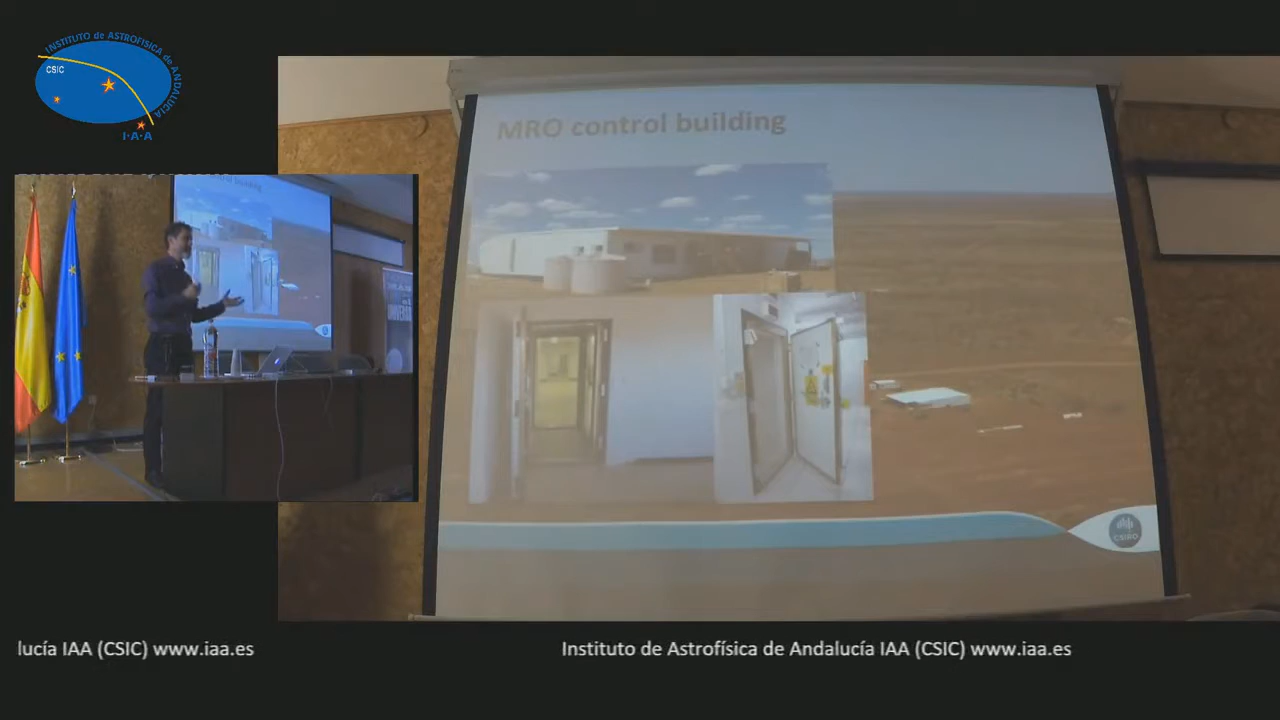 INSTITUTO de ASTROFÍSICA de ANDALUCÍA
CSIC
I·A·A
MRO control building
CSIRO
lucía IAA (CSIC) www.iaa.es
Instituto de Astrofísica de Andalucía IAA (CSIC) www.iaa.es